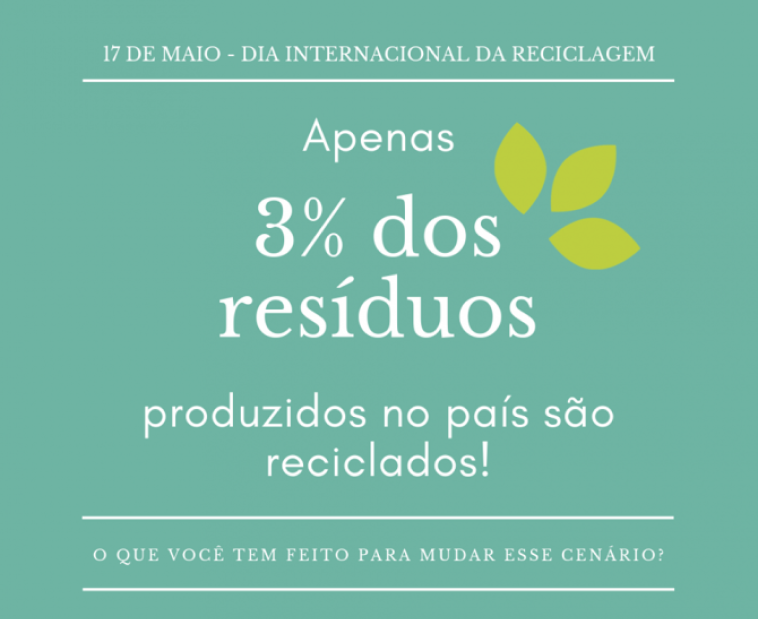 17 DE MAIO - DIA INTERNACIONAL DA RECICLAGEM
Apenas
3% dos
resíduos
produzidos no país são
reciclados!
O QUE VOCÊ TEM FEITO PARA MUDAR ESSE CENÁRIO?